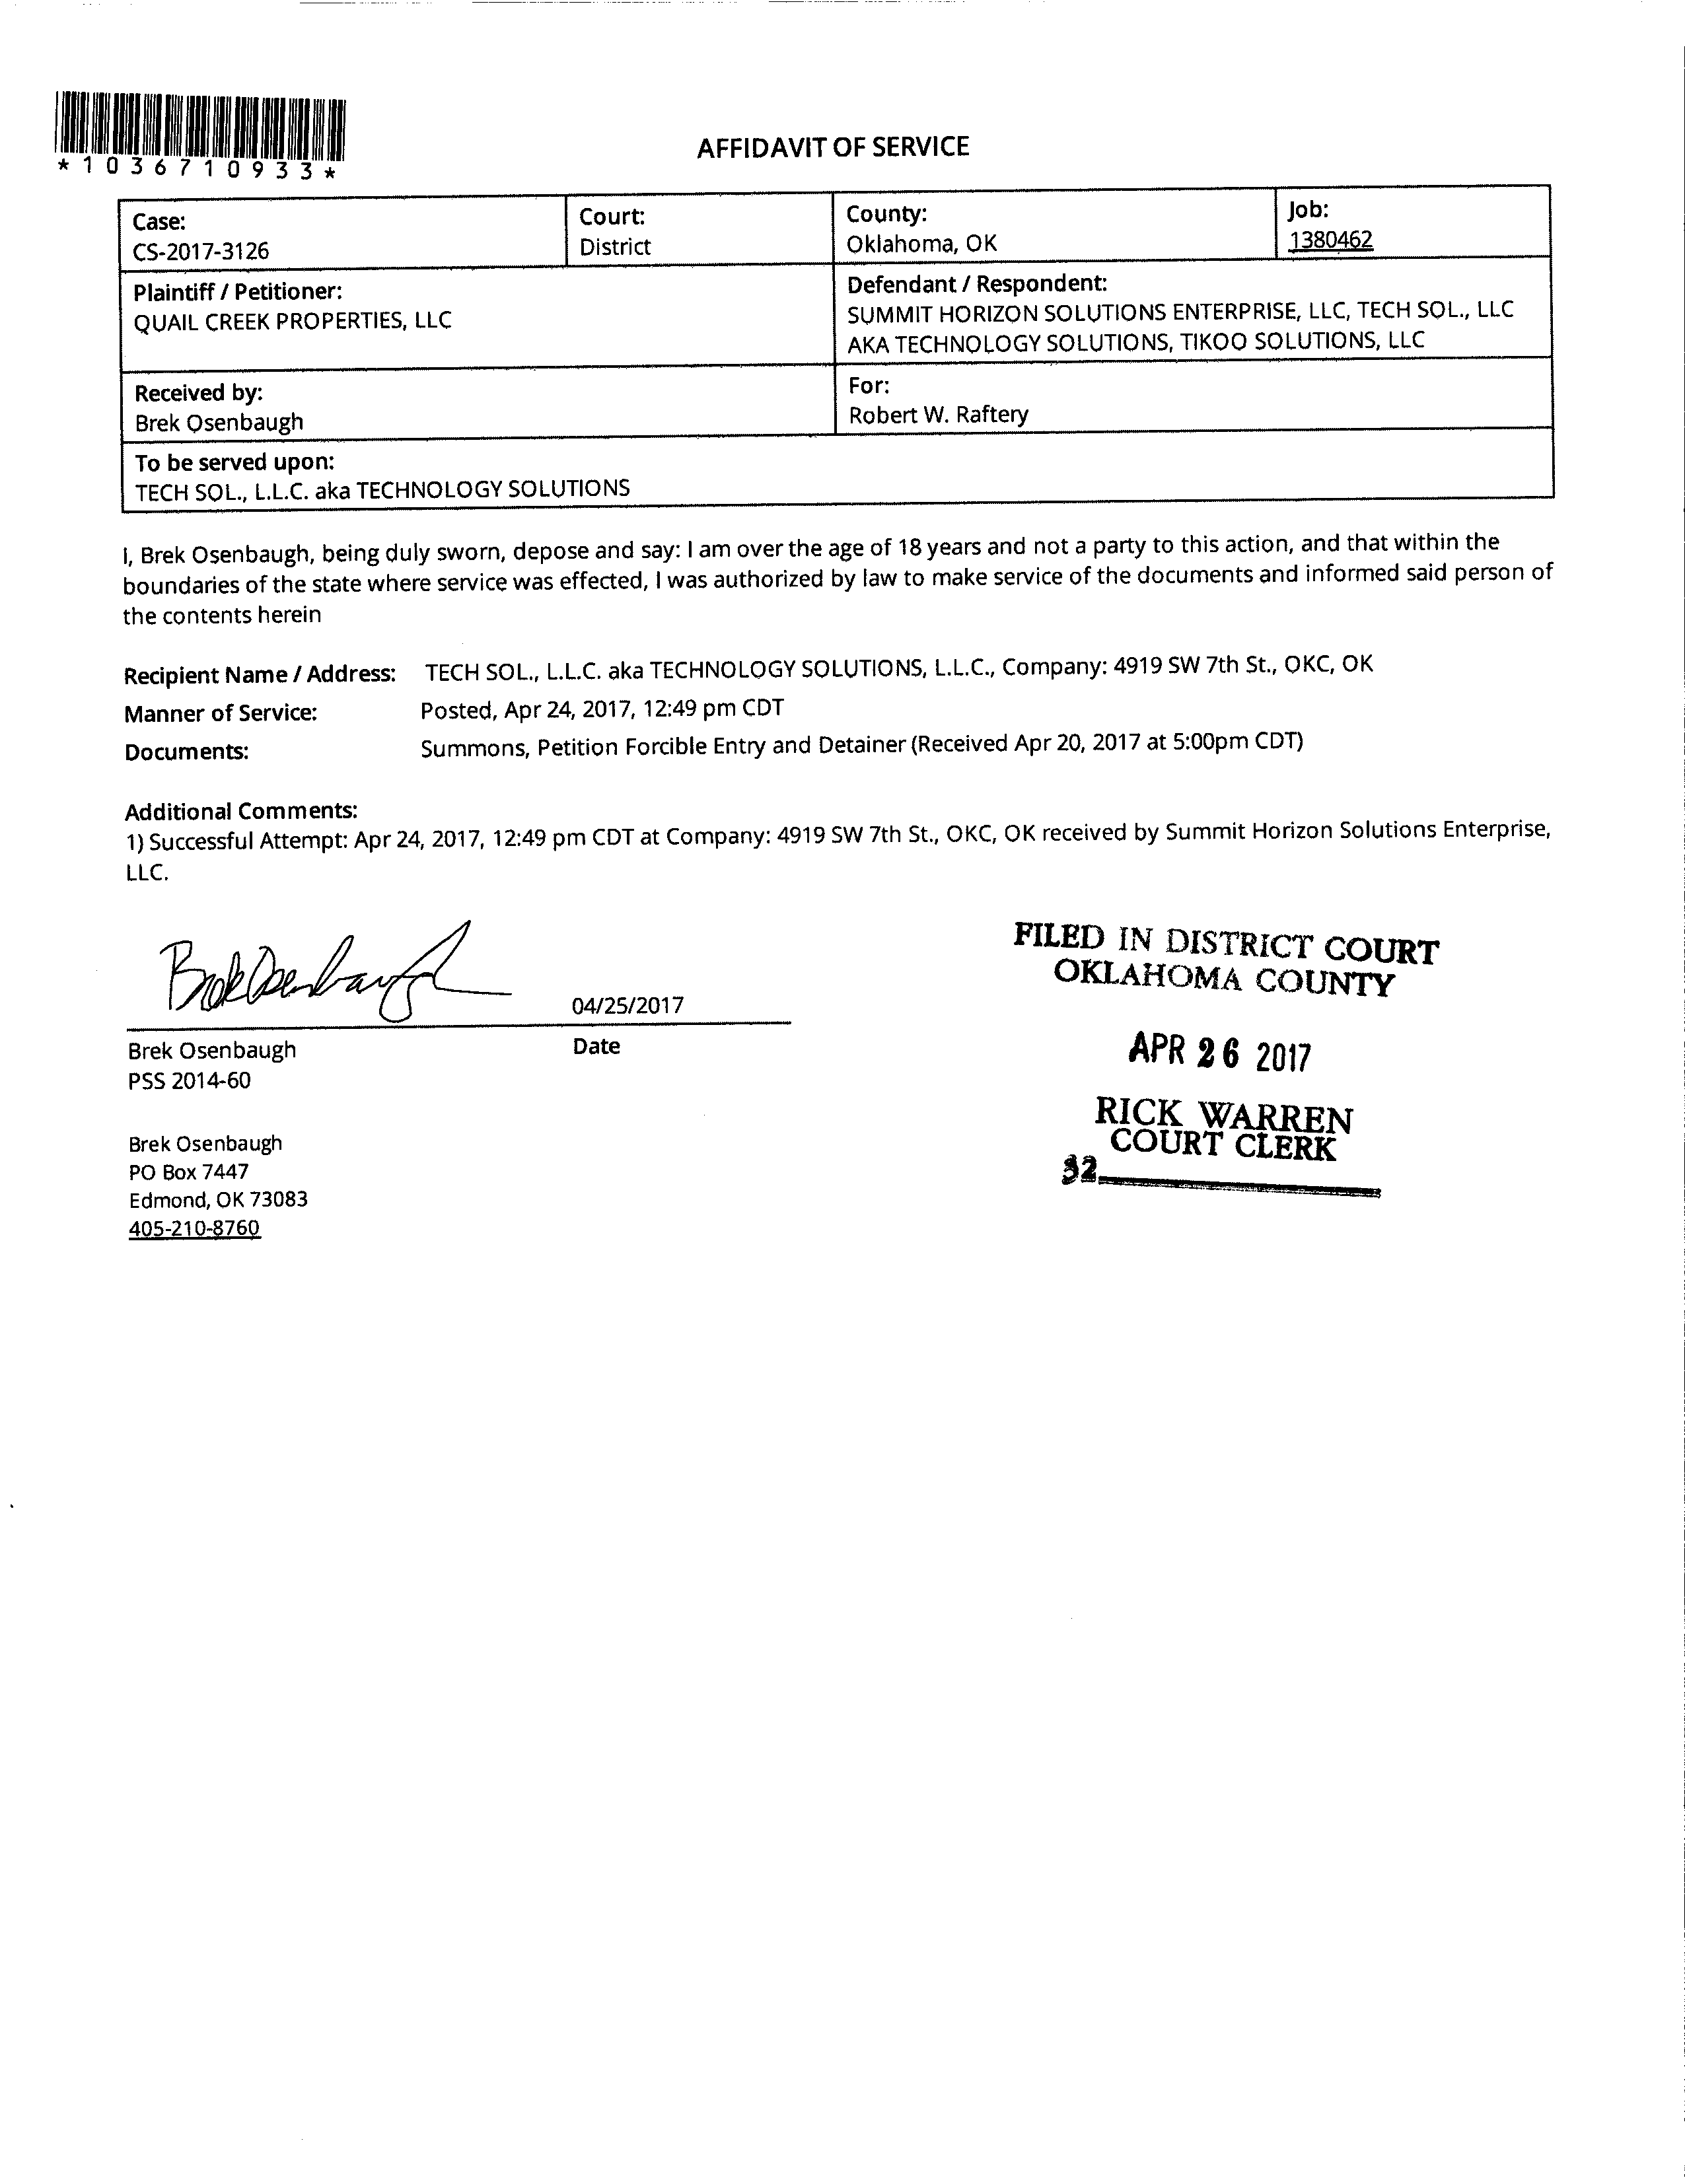 *1036710933*
AFFIDAVIT OF SERVICE
Case:
CS-2017-3126
Court:
District
County:
Oklahoma, OK
Job:
1380462
Plaintiff / Petitioner:
QUAIL CREEK PROPERTIES, LLC
Defendant / Respondent:
SUMMIT HORIZON SOLUTIONS ENTERPRISE, LLC, TECH SOL., LLC
AKA TECHNOLOGY SOLUTIONS, TIKOO SOLUTIONS, LLC
Received by:
Brek Osenbaugh
For:
Robert W. Raftery
To be served upon:
TECH SOL., L.L.C. aka TECHNOLOGY SOLUTIONS
I, Brek Osenbaugh, being duly sworn, depose and say: I am over the age of 18 years and not a party to this action, and that within the
boundaries of the state where service was effected, I was authorized by law to make service of the documents and informed said person of
the contents herein
Recipient Name / Address: TECH SOL., L.L.C. aka TECHNOLOGY SOLUTIONS, L.L.C., Company: 4919 SW 7th St., OKC, OK
Manner of Service: Posted, Apr 24, 2017, 12:49 pm CDT
Documents: Summons, Petition Forcible Entry and Detainer (Received Apr 20, 2017 at 5:00pm CDT)
Additional Comments:
1) Successful Attempt: Apr 24, 2017, 12:49 pm CDT at Company: 4919 SW 7th St., OKC, OK received by Summit Horizon Solutions Enterprise,
LLC.
Brek Osenbaugh
04/25/2017
Brek Osenbaugh
Date
PSS 2014-60
Brek Osenbaugh
PO Box 7447
Edmond, OK 73083
405-210-8760
FILED IN DISTRICT COURT
OKLAHOMA COUNTY
APR 26 2017
RICK WARREN
COURT CLERK
32